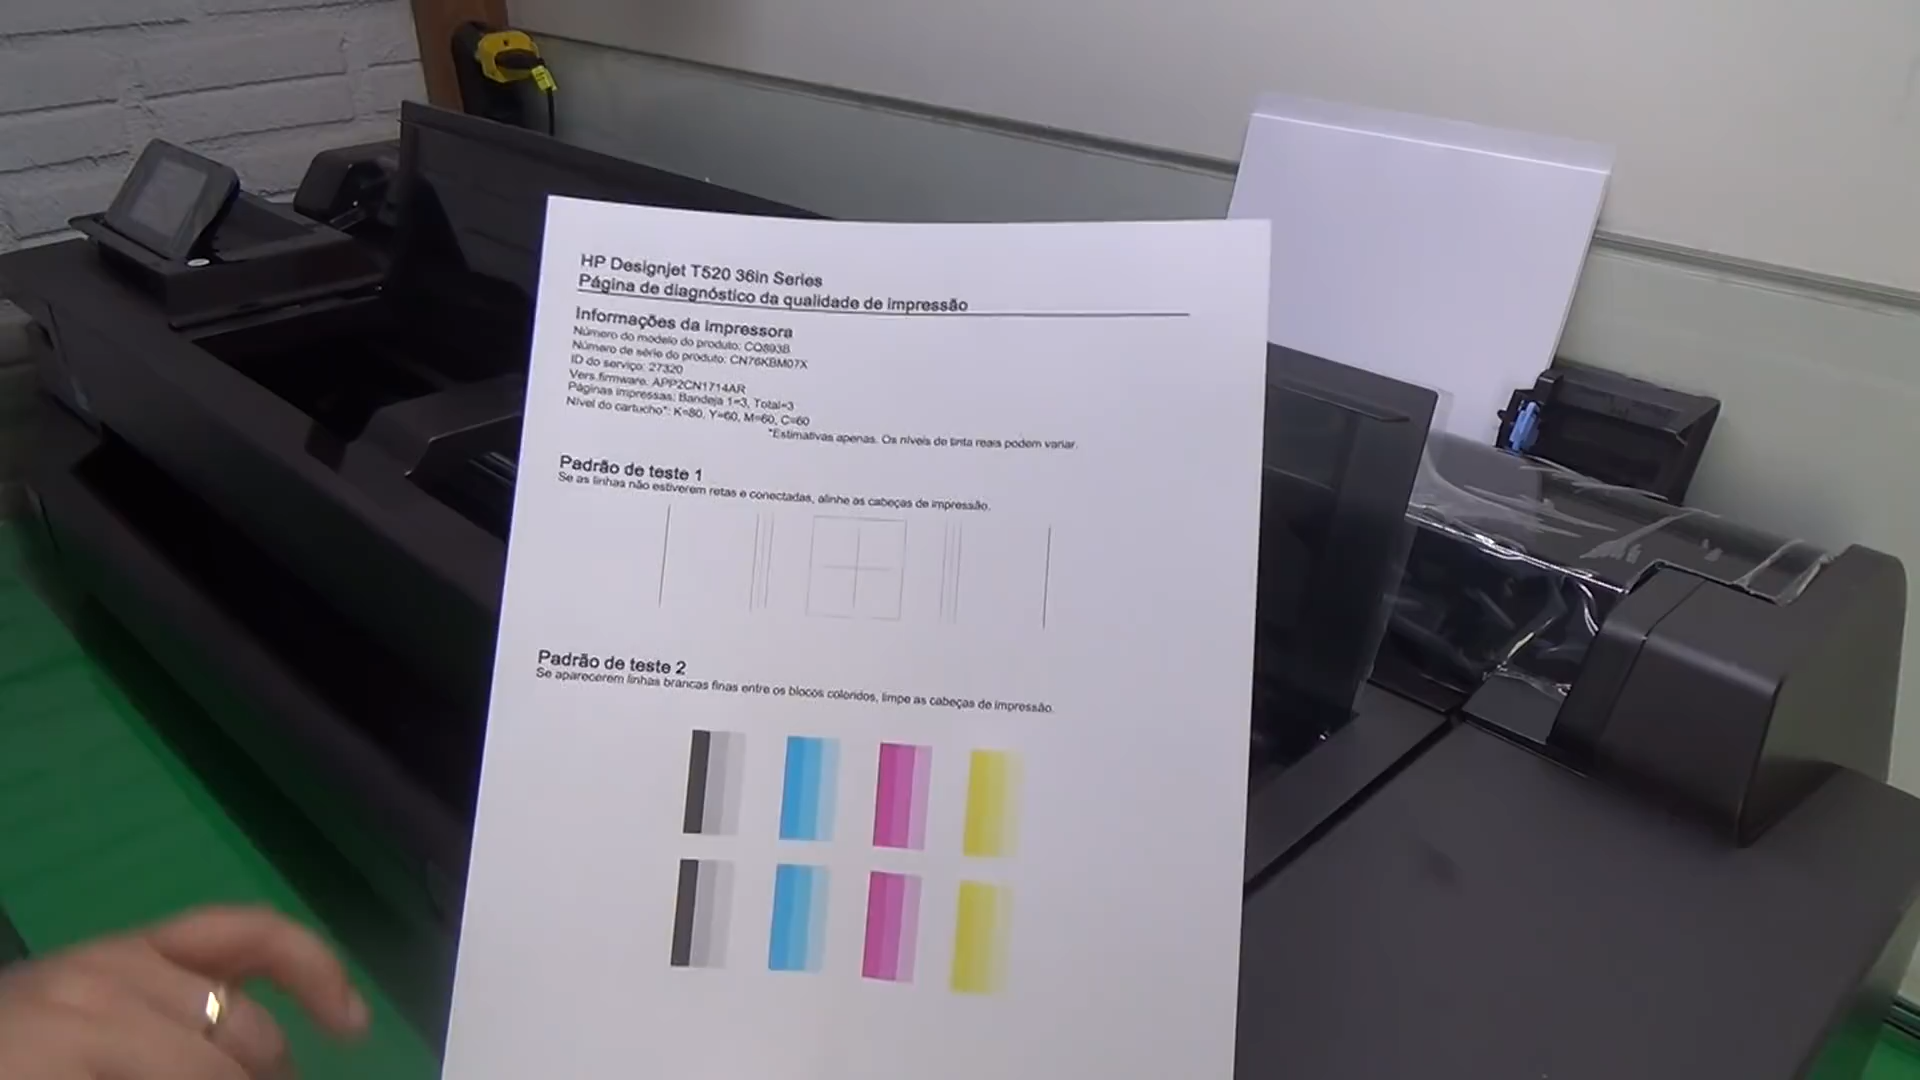 HP Designjet T520 36in Series
Página de diagnóstico da qualidade de impressão
Informações da impressora
Número do modelo do produto: CQ893B
Número de série do produto: CN76KBM07X
ID do serviço: 27320
Vers.firmware: APP2CN1714AR
Páginas impressas: Bandeja 1=3, Total=3
Nível do cartucho*: K=80, Y=60, M=60, C=60
*Estimativas apenas. Os níveis de tinta reais podem variar.
Padrão de teste 1
Se as linhas não estiverem retas e conectadas, alinhe as cabeças de impressão.
Padrão de teste 2
Se aparecerem linhas brancas finas entre os blocos coloridos, limpe as cabeças de impressão.